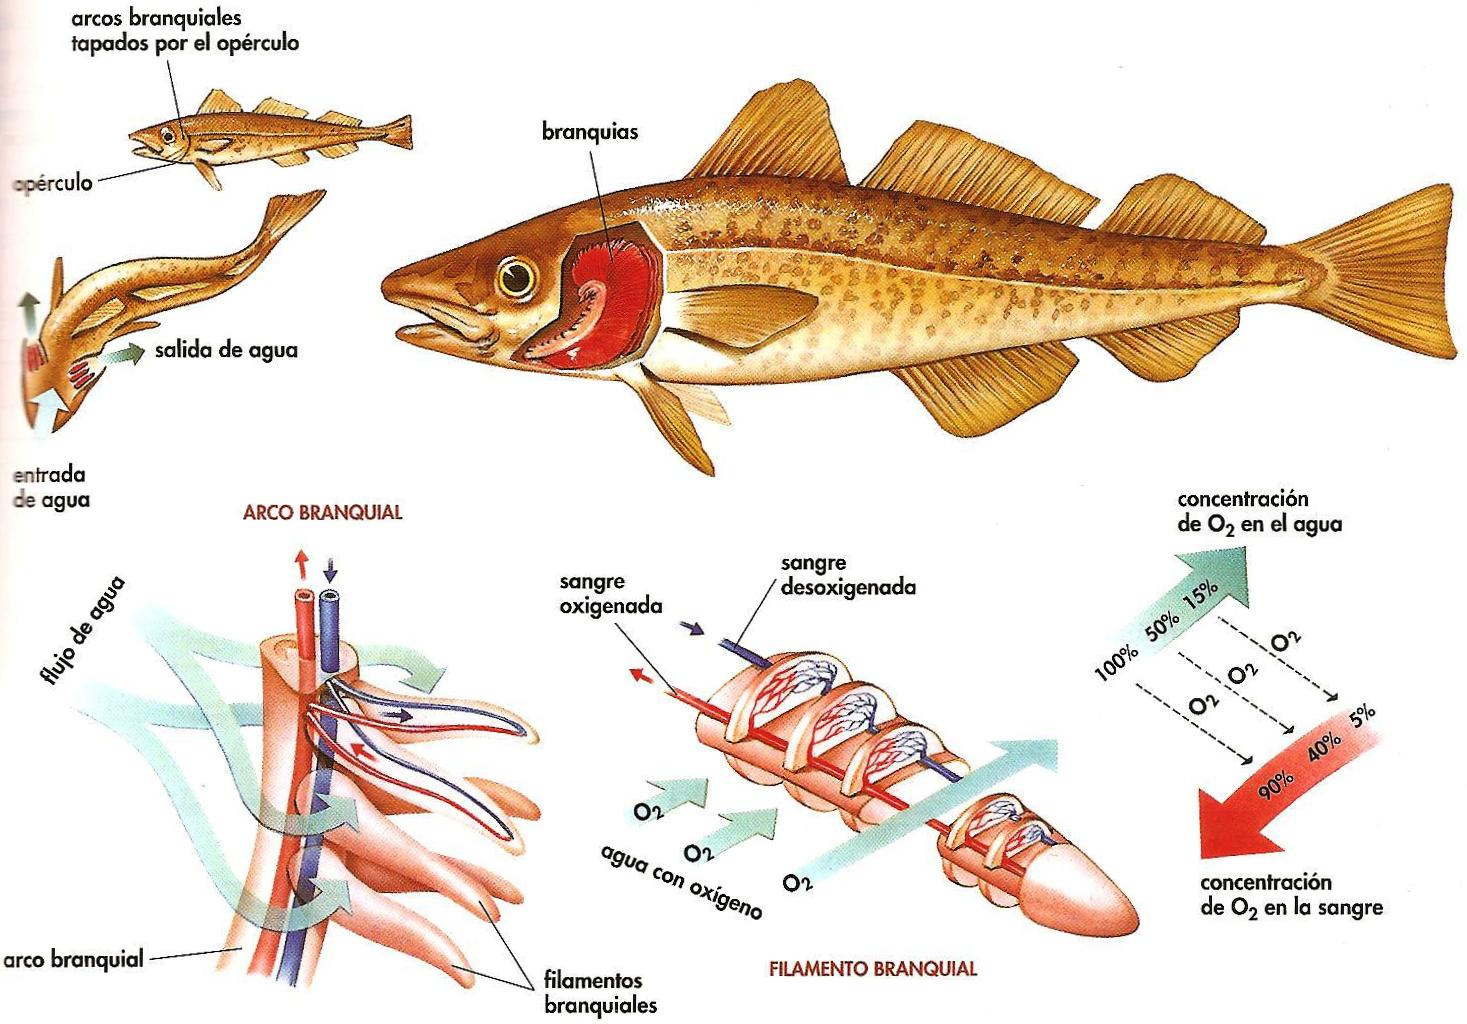 arcos branquiales
tapados por el opérculo
opérculo
branquias
salida de agua
entrada
de agua
ARCO BRANQUIAL
flujo de agua
arco branquial
filamentos
branquiales
sangre
oxigenada
sangre
desoxigenada
O2
O2
O2
agua con oxígeno
FILAMENTO BRANQUIAL
concentración
de O2 en el agua
100% 50% 15%
O2
O2
O2
90% 40% 5%
concentración
de O2 en la sangre